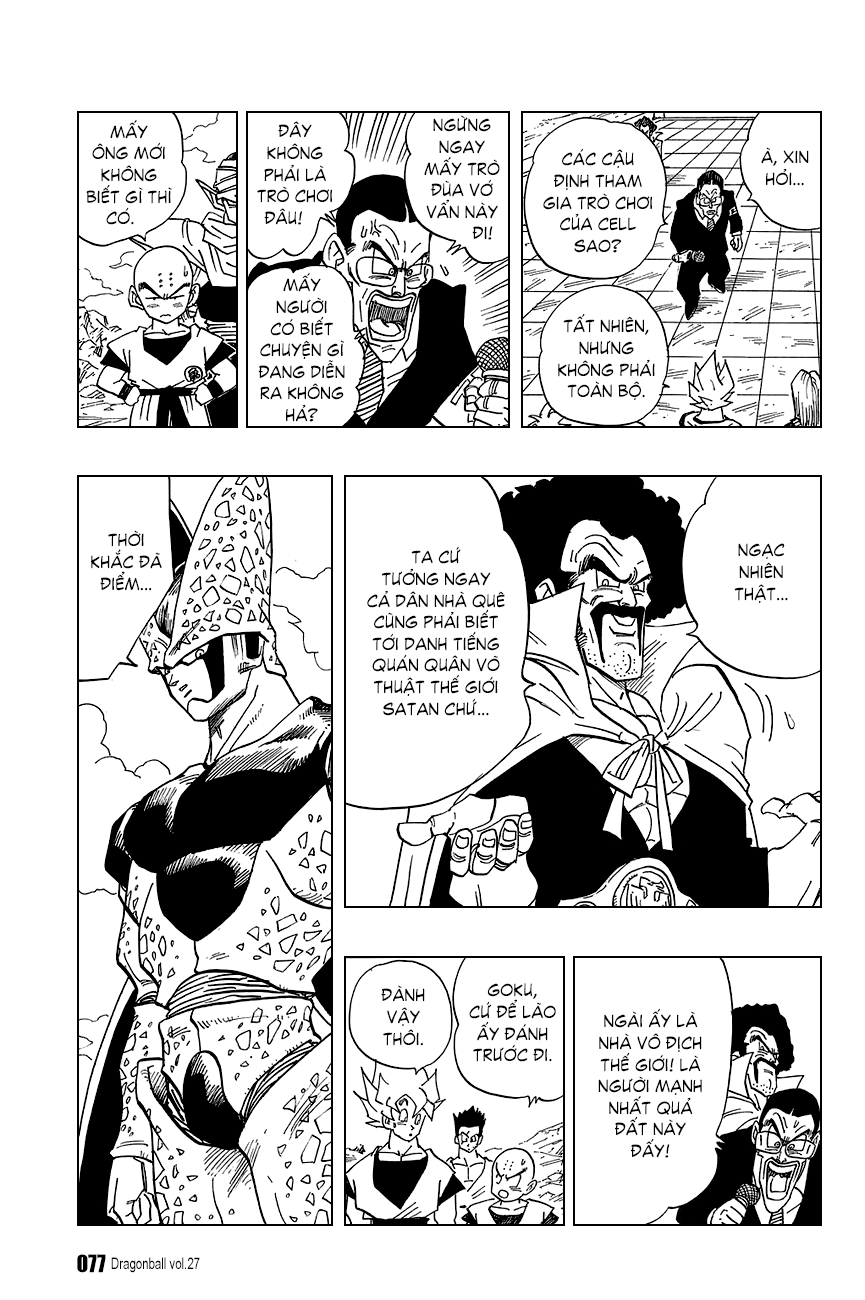 À, XIN
HỎI...
CÁC CẬU
ĐỊNH THAM
GIA TRÒ CHƠI
CỦA CELL
SAO?
TẤT NHIÊN,
NHƯNG
KHÔNG PHẢI
TOÀN BỘ.
NGỪNG
NGAY
MẤY TRÒ
ĐÙA VỚ
VẨN NÀY
ĐI!
ĐÂY
KHÔNG
PHẢI LÀ
TRÒ CHƠI
ĐÂU!
MẤY
NGƯỜI
CÓ BIẾT
CHUYỆN GÌ
ĐANG DIỄN
RA KHÔNG
HẢ?
MẤY
ÔNG MỚI
KHÔNG
BIẾT GÌ THÌ
CÓ.
NGẠC
NHIÊN
THẬT...
TA CỨ
TƯỞNG NGAY
CẢ DÂN NHÀ QUÊ
CŨNG PHẢI BIẾT
TỚI DANH TIẾNG
QUÁN QUÂN VÕ
THUẬT THẾ GIỚI
SATAN CHỨ...
THỜI
KHẮC ĐÃ
ĐIỂM...
NGÀI ẤY LÀ
NHÀ VÔ ĐỊCH
THẾ GIỚI! LÀ
NGƯỜI MẠNH
NHẤT QUẢ
ĐẤT NÀY
ĐẤY!
GOKU,
CỨ ĐỂ LÃO
ẤY ĐÁNH
TRƯỚC ĐI.
ĐÀNH
VẬY
THÔI.
077 Dragonball vol.27